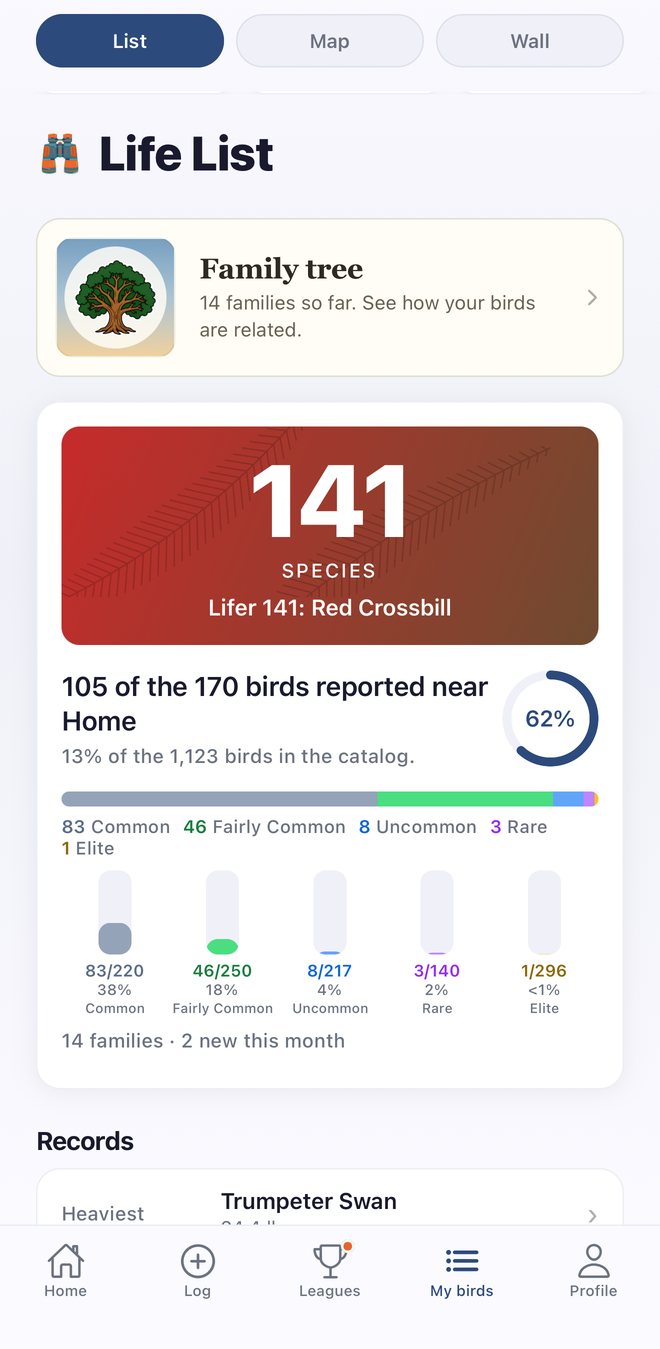 List
Map
Wall
Life List
Family tree
14 families so far. See how your birds
are related.
141
SPECIES
Lifer 141: Red Crossbill
105 of the 170 birds reported near
Home
62%
13% of the 1,123 birds in the catalog.
83 Common 46 Fairly Common 8 Uncommon 3 Rare
1 Elite
83/220 46/250 8/217 3/140 1/296
38% 18% 4% 2% <1%
Common Fairly Common Uncommon Rare Elite
14 families · 2 new this month
Records
Trumpeter Swan
Heaviest
Home Log Leagues My birds Profile